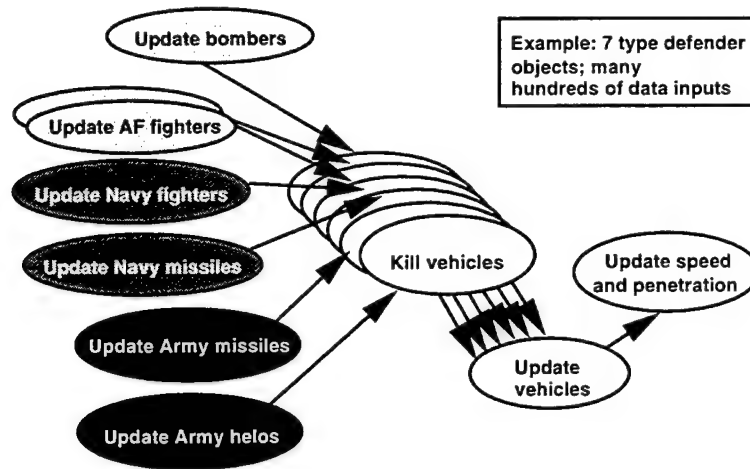 Update bombers
Example: 7 type defender
objects; many
hundreds of data inputs
Update AF fighters
Update Navy fighters
Update Navy missiles
Kill vehicles
Update speed
and penetration
Update Army missiles
Update
vehicles
Update Army helos